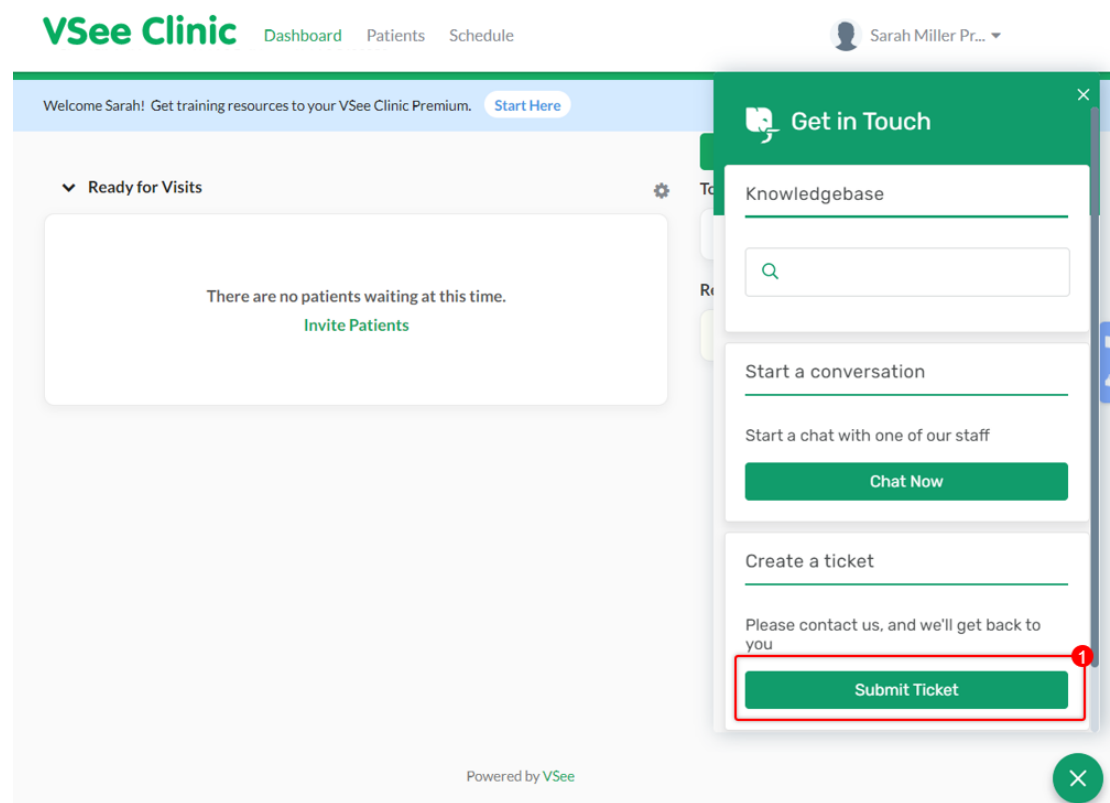 VSee Clinic Dashboard Patients Schedule Sarah Miller Pr...
Welcome Sarah! Get training resources to your VSee Clinic Premium. Start Here
Ready for Visits
There are no patients waiting at this time.
Invite Patients
Get in Touch
Knowledgebase
Start a conversation
Start a chat with one of our staff
Chat Now
Create a ticket
Please contact us, and we'll get back to
you
1
Submit Ticket
Powered by VSee